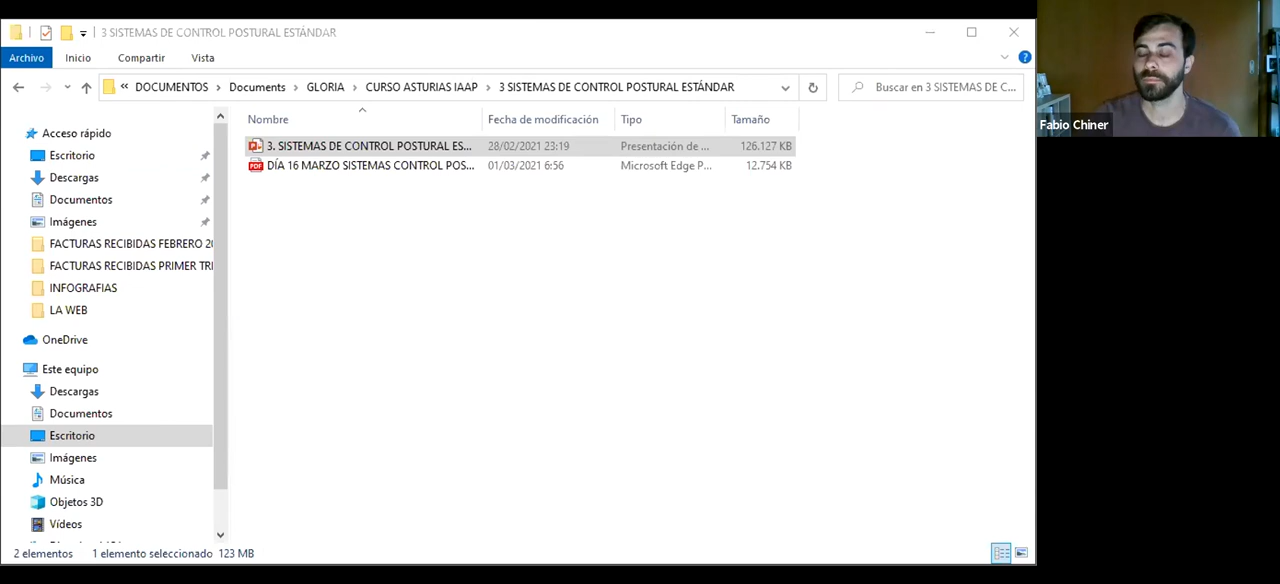 3 SISTEMAS DE CONTROL POSTURAL ESTÁNDAR
Archivo Inicio Compartir Vista
« DOCUMENTOS > Documents > GLORIA > CURSO ASTURIAS IAAP > 3 SISTEMAS DE CONTROL POSTURAL ESTÁNDAR
Buscar en 3 SISTEMAS DE C...
Fabio Chiner
Nombre Fecha de modificación Tipo Tamaño
3. SISTEMAS DE CONTROL POSTURAL ES... 28/02/2021 23:19 Presentación de ... 126.127 KB
PDF DÍA 16 MARZO SISTEMAS CONTROL POS... 01/03/2021 6:56 Microsoft Edge P... 12.754 KB
Acceso rápido
Escritorio
Descargas
Documentos
Imágenes
FACTURAS RECIBIDAS FEBRERO 20
FACTURAS RECIBIDAS PRIMER TRI
INFOGRAFIAS
LA WEB
OneDrive
Este equipo
Descargas
Documentos
Escritorio
Imágenes
Música
Objetos 3D
Vídeos
2 elementos 1 elemento seleccionado 123 MB